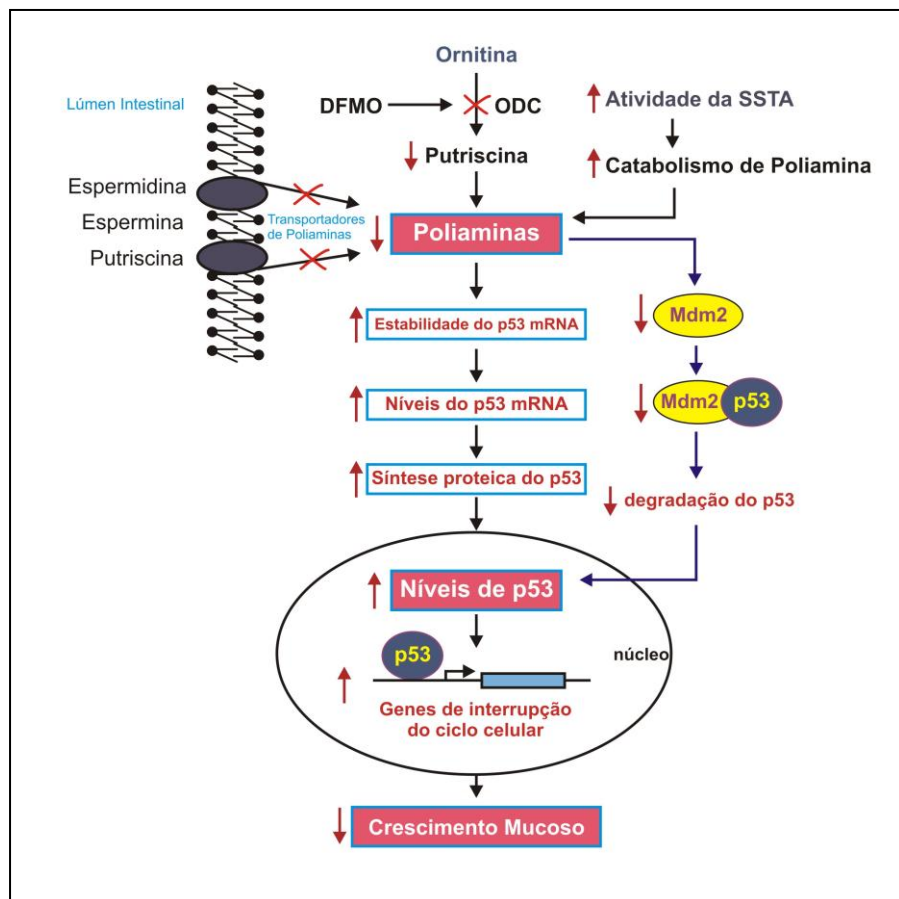 Ornitina
Lúmen Intestinal
DFMO
ODC
Atividade da SSTA
Putriscina
Catabolismo de Poliamina
Espermidina
Espermina
Putriscina
Transportadores
de Poliaminas
Poliaminas
Estabilidade do p53 mRNA
Mdm2
Níveis do p53 mRNA
Mdm2 p53
Síntese proteica do p53
degradação do p53
Níveis de p53
p53
núcleo
Genes de interrupção
do ciclo celular
Crescimento Mucoso